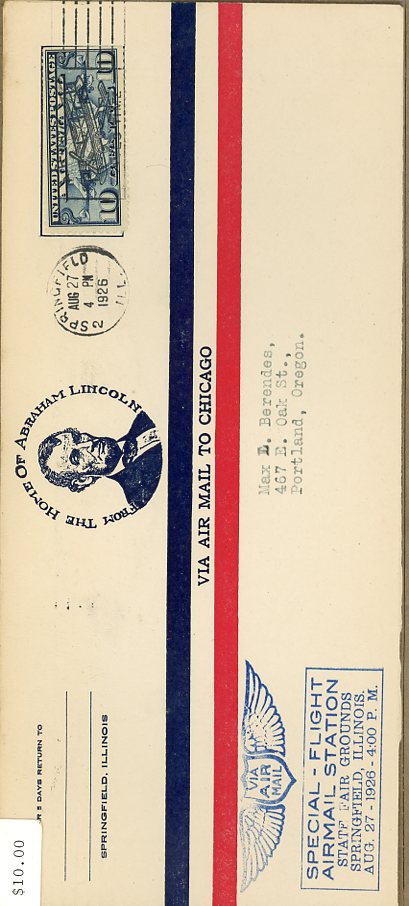 $10.00
R 5 DAYS RETURN TO
SPRINGFIELD, ILLINOIS
FROM THE HOME OF ABRAHAM LINCOLN
SPRINGFIELD
AUG 27
4 PM
1926
2 ILL.
UNITED STATES POSTAGE
10 10
VIA AIR MAIL TO CHICAGO
Max L. Berendes,
467 E. Oak St.,
Portland, Oregon.
VIA
AIR
MAIL
SPECIAL-FLIGHT
AIRMAIL STATION
STATE FAIR GROUNDS
SPRINGFIELD, ILLINOIS.
AUG. 27 - 1926 - 4:00 P. M.